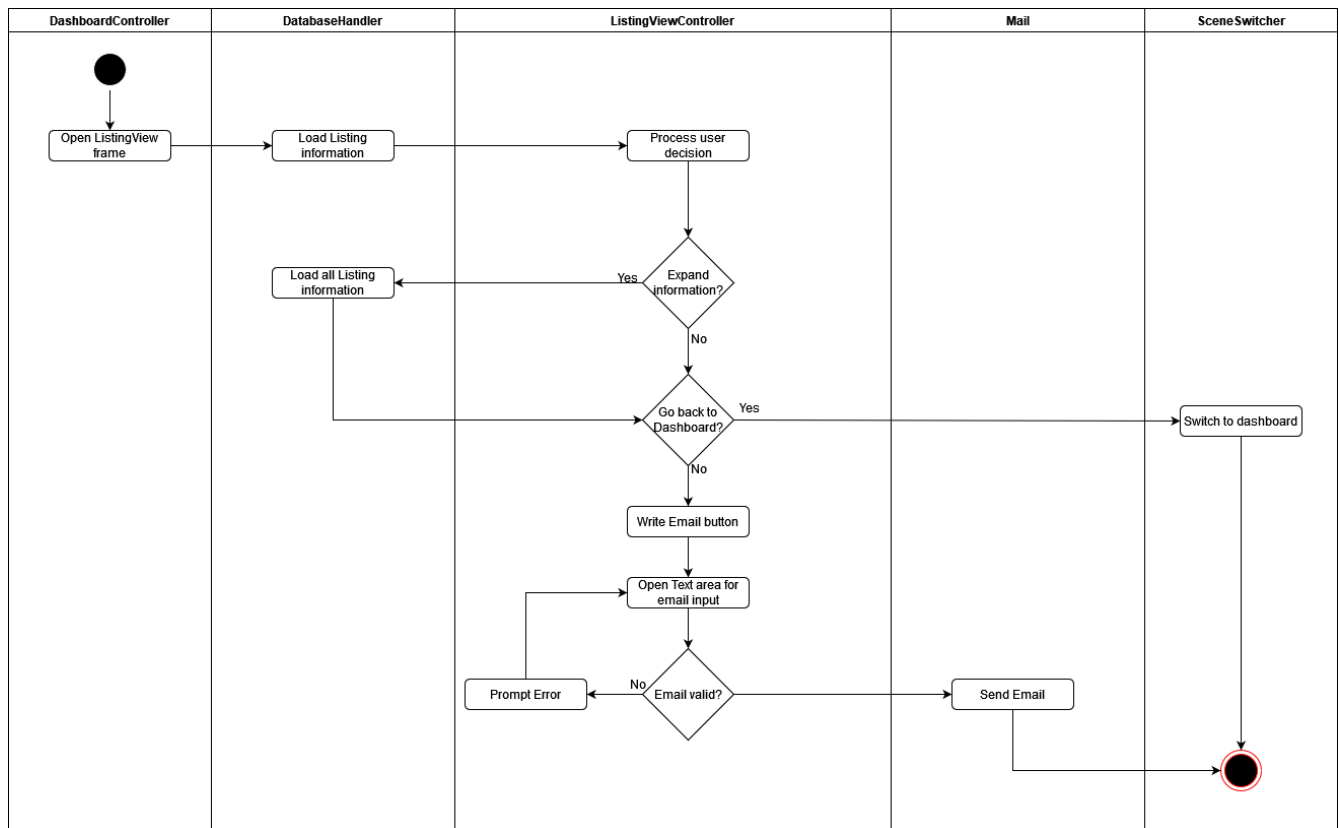 DashboardController
DatabaseHandler
ListingViewController
Mail
SceneSwitcher
Open ListingView
frame
Load Listing
information
Process user
decision
Load all Listing
information
Yes
Expand
information?
No
Go back to
Dashboard?
Yes
Switch to dashboard
No
Write Email button
Open Text area for
email input
Prompt Error
No
Email valid?
Send Email